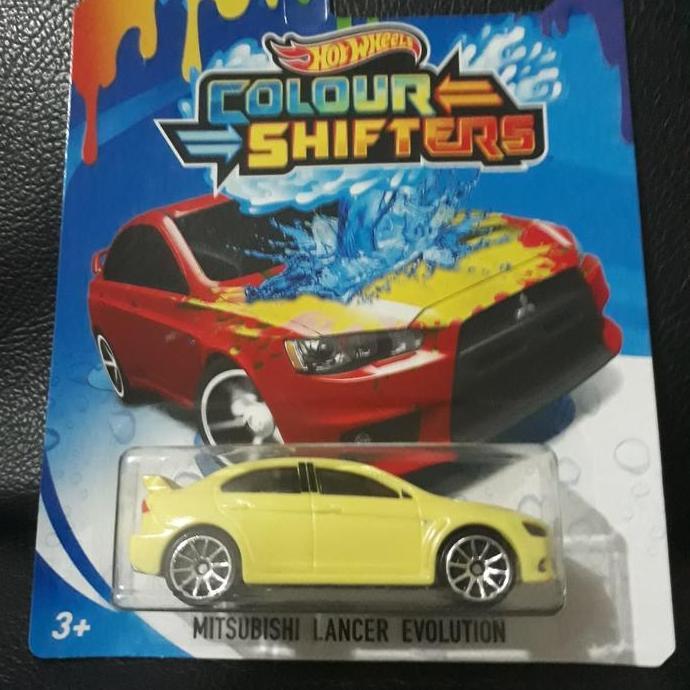 HOT WHEELS
COLOUR
SHIFTERS
3+
MITSUBISHI LANCER EVOLUTION